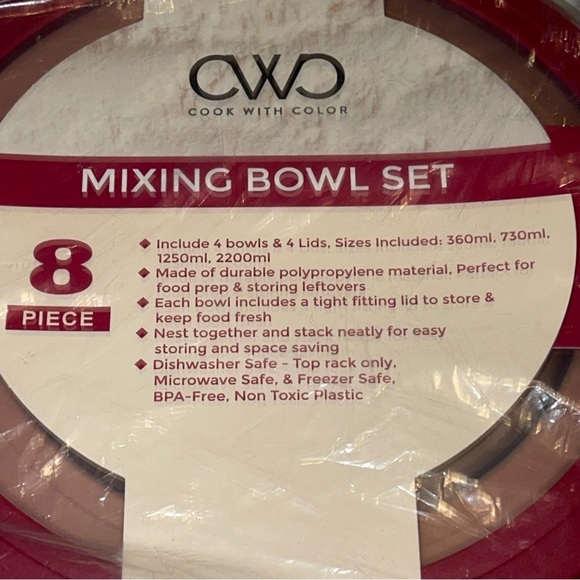 CWC
COOK WITH COLOR
MIXING BOWL SET
8
PIECE
◆ Include 4 bowls & 4 Lids, Sizes Included: 360ml, 730ml,
1250ml, 2200ml
◆ Made of durable polypropylene material, Perfect for
food prep & storing leftovers
◆ Each bowl includes a tight fitting lid to store &
keep food fresh
◆ Nest together and stack neatly for easy
storing and space saving
◆ Dishwasher Safe - Top rack only,
Microwave Safe, & Freezer Safe,
BPA-Free, Non Toxic Plastic